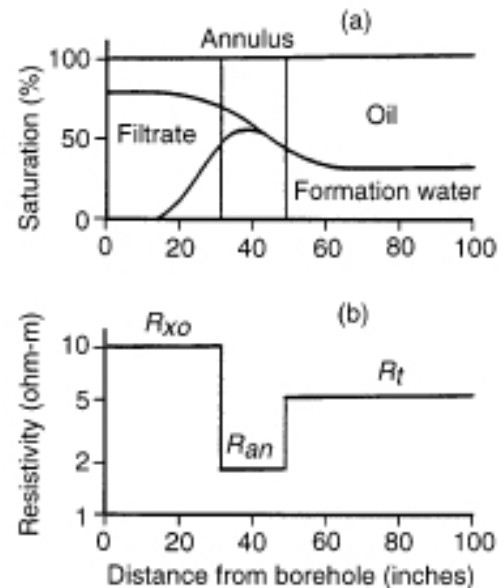 (a)
Annulus
100
50
0
Saturation (%)
Filtrate
Oil
Formation water
0 20 40 60 80 100
(b)
10
5
2
1
Resistivity (ohm-m)
Rxo
Ran
Rt
0 20 40 60 80 100
Distance from borehole (inches)